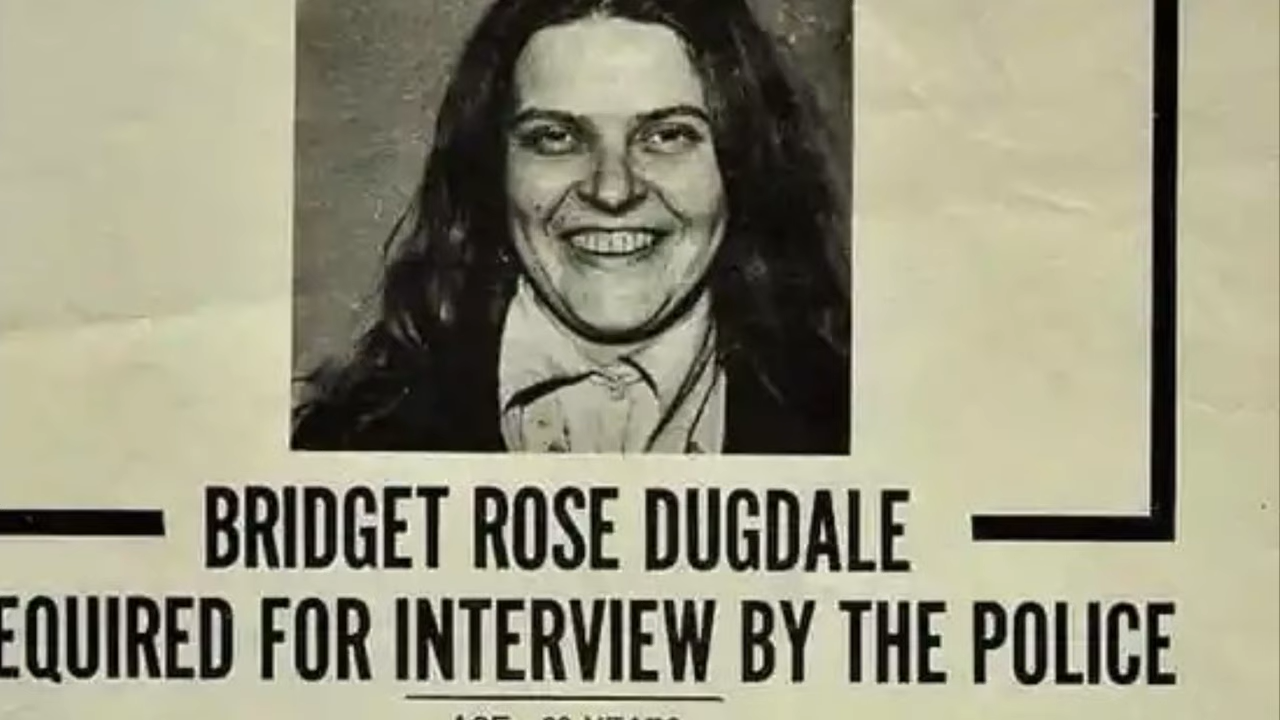 BRIDGET ROSE DUGDALE
EQUIRED FOR INTERVIEW BY THE POLICE